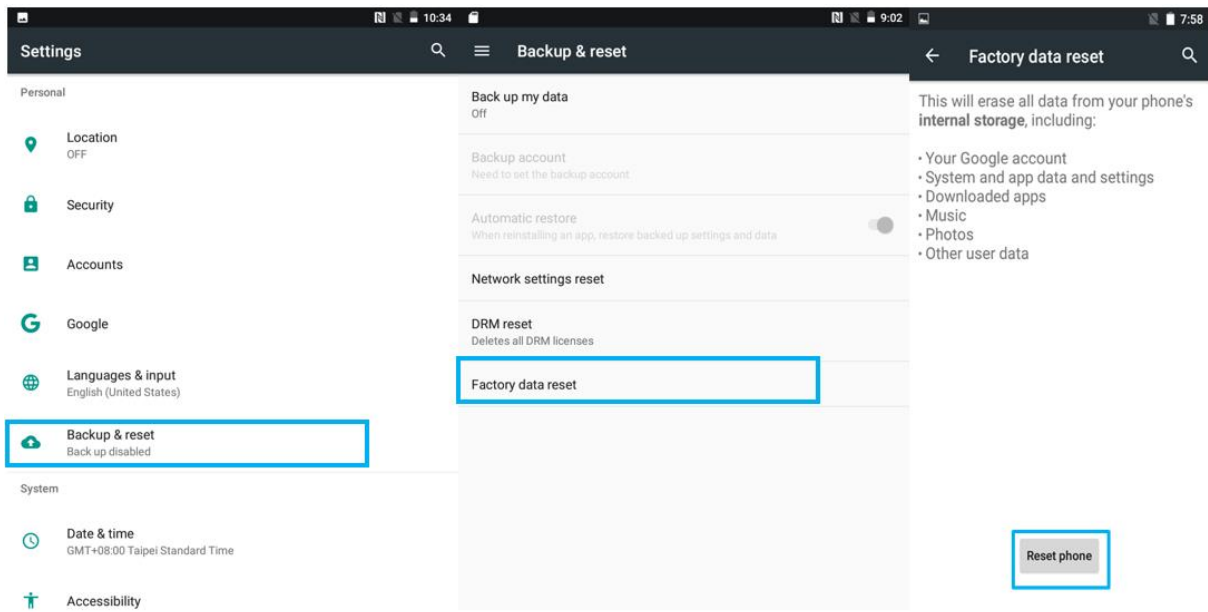 10:34
Settings
Personal
Location
OFF
Security
Accounts
Google
Languages & input
English (United States)
Backup & reset
Back up disabled
System
Date & time
GMT+08:00 Taipei Standard Time
Accessibility
9:02
Backup & reset
Back up my data
Off
Backup account
Need to set the backup account
Automatic restore
When reinstalling an app, restore backed up settings and data
Network settings reset
DRM reset
Deletes all DRM licenses
Factory data reset
7:58
Factory data reset
This will erase all data from your phone's
internal storage, including:
· Your Google account
· System and app data and settings
· Downloaded apps
· Music
· Photos
· Other user data
Reset phone